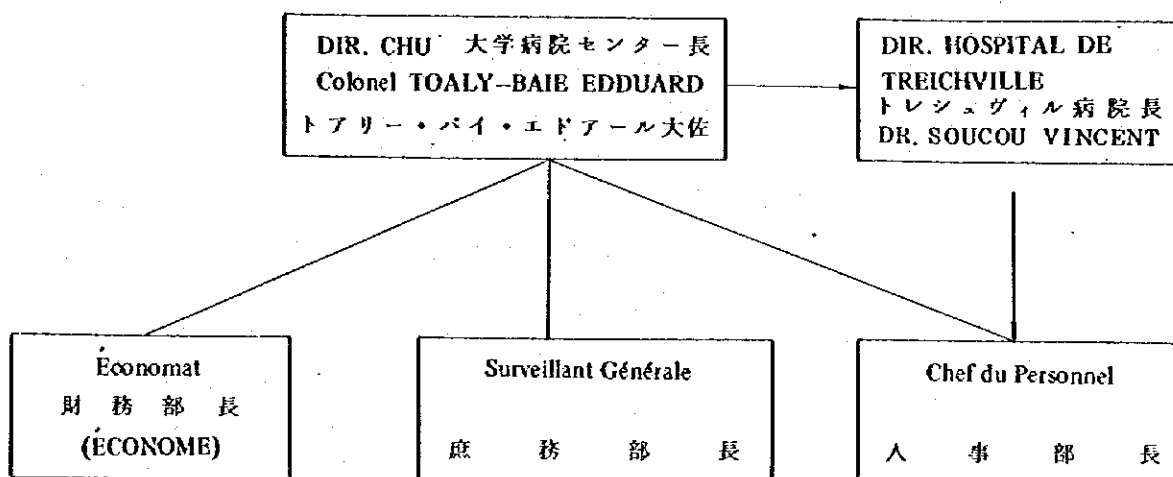 DIR. CHU 大学病院センター長
Colonel TOALY-BAIE EDDUARD
トアリー・バイ・エドアール大佐
DIR. HOSPITAL DE
TREICHVILLE
トレシュヴィル病院長
DR. SOUCOU VINCENT
Économat
財務部長
(ÉCONOME)
Surveillant Générale
庶務部長
Chef du Personnel
人事部長